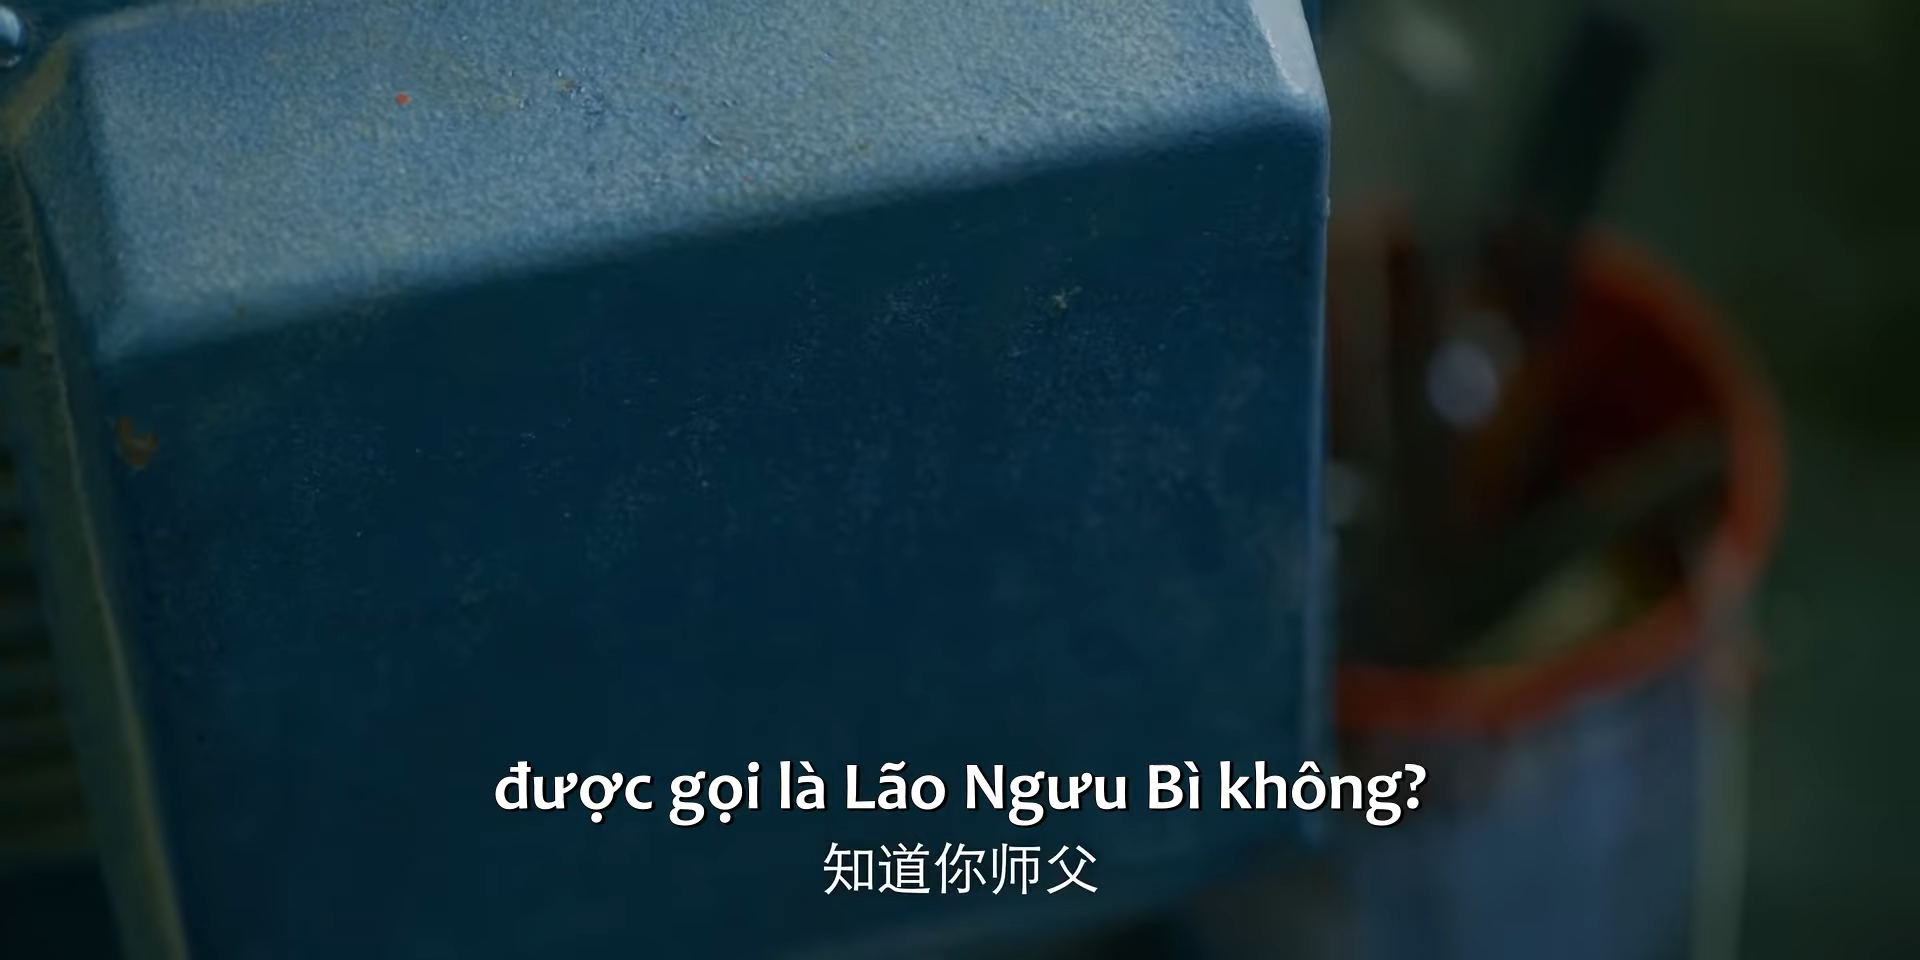 được gọi là Lão Ngưu Bì không?
知道你师父